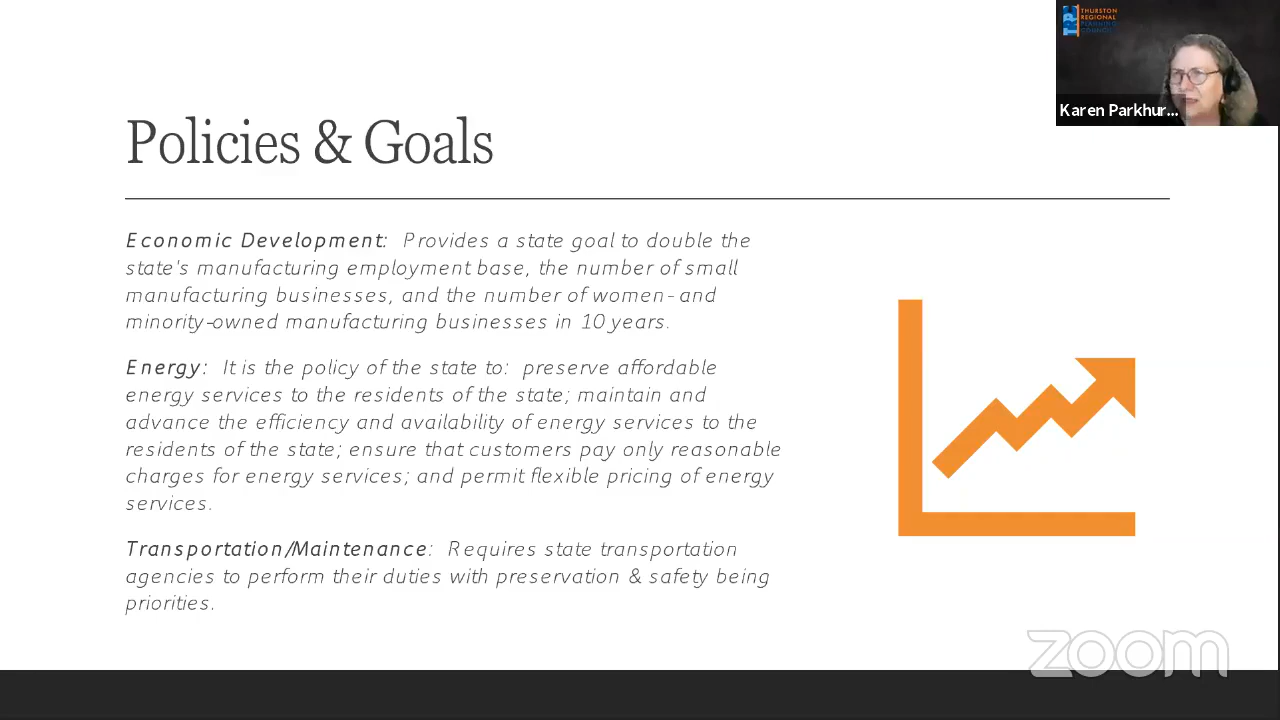 THURSTON
REGIONAL
PLANNING
COUNCIL
Karen Parkhur...
Policies & Goals
Economic Development: Provides a state goal to double the
state's manufacturing employment base, the number of small
manufacturing businesses, and the number of women- and
minority-owned manufacturing businesses in 10 years.
Energy: It is the policy of the state to: preserve affordable
energy services to the residents of the state; maintain and
advance the efficiency and availability of energy services to the
residents of the state; ensure that customers pay only reasonable
charges for energy services; and permit flexible pricing of energy
services.
Transportation/Maintenance: Requires state transportation
agencies to perform their duties with preservation & safety being
priorities.
zoom